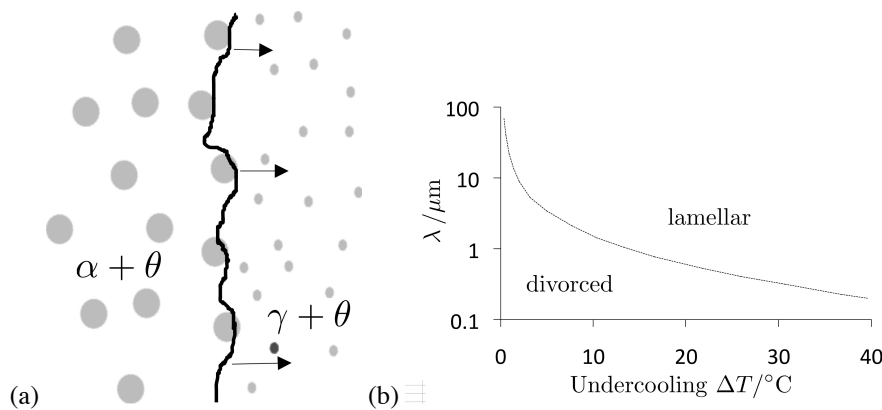 α + θ
γ + θ
(a)
(b)
λ /μm
100
10
1
0.1
lamellar
divorced
0 10 20 30 40
Undercooling ΔT/°C